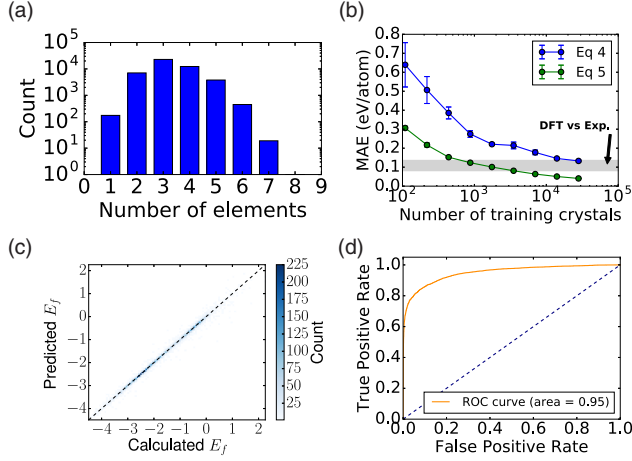 (a)
10^5
10^4
10^3
10^2
10^1
10^0
Count
0 1 2 3 4 5 6 7 8 9
Number of elements
(b)
0.8
0.7
0.6
0.5
0.4
0.3
0.2
0.1
0.0
MAE (eV/atom)
Eq 4
Eq 5
DFT vs Exp.
10^2 10^3 10^4 10^5
Number of training crystals
(c)
2
1
0
−1
−2
−3
−4
Predicted E_f
−4 −3 −2 −1 0 1 2
Calculated E_f
225
200
175
150
125
100
75
50
25
Count
(d)
1.0
0.8
0.6
0.4
0.2
0.0
True Positive Rate
ROC curve (area = 0.95)
0.0 0.2 0.4 0.6 0.8 1.0
False Positive Rate